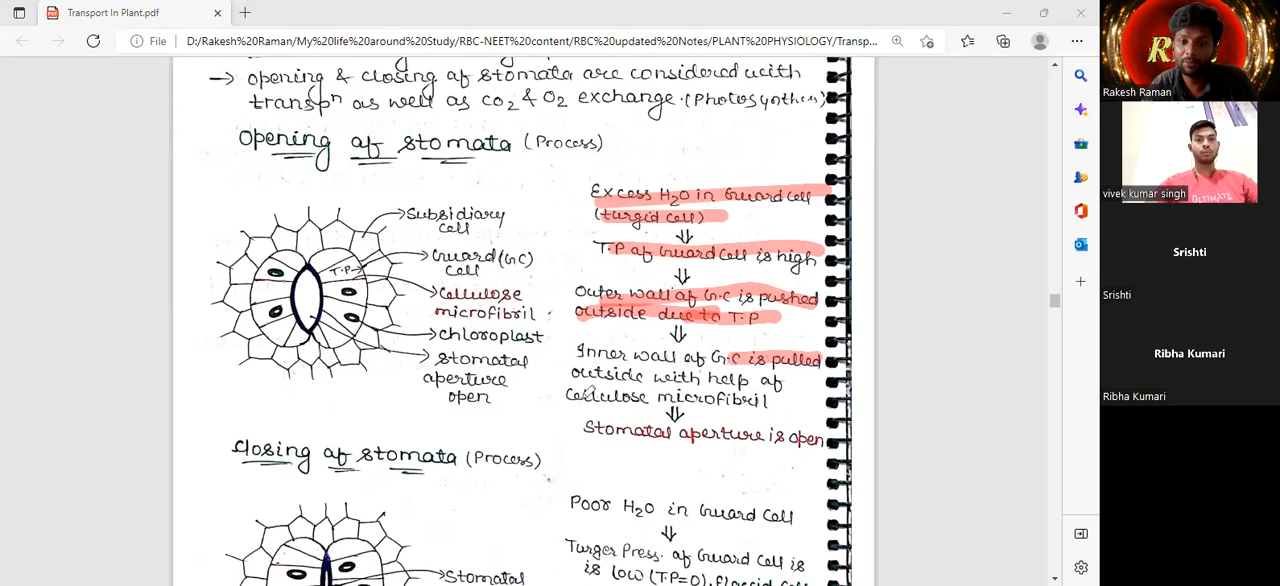 Transport In Plant.pdf
File
D:/Rakesh%20Raman/My%20life%20around%20Study/RBC-NEET%20content/RBC%20updated%20Notes/PLANT%20PHYSIOLOGY/Transp...
→ opening & closing of stomata are considered with
transpn as well as CO2 & O2 exchange. (Photosynthesis)
Opening of stomata (Process)
Subsidiary
cell
Guard (GC)
cell
Cellulose
microfibril
chloroplast
stomatal
aperture
open
T.P→
Excess H2O in Guard cell
(turgid cell)
⇓
T.P of Guard cell is high
⇓
Outer wall of G.C is pushed
outside due to T.P
⇓
Inner wall of G.C is pulled
outside with help of
cellulose microfibril
⇓
Stomatal aperture is open
Closing of stomata (Process)
Poor H2O in Guard cell
⇓
Turger Press. of Guard cell is
is low (T.P=0), flaccid cell
Stomatal
Rakesh Raman
vivek kumar singh
ULTIMATE
Srishti
Srishti
Ribha Kumari
Ribha Kumari